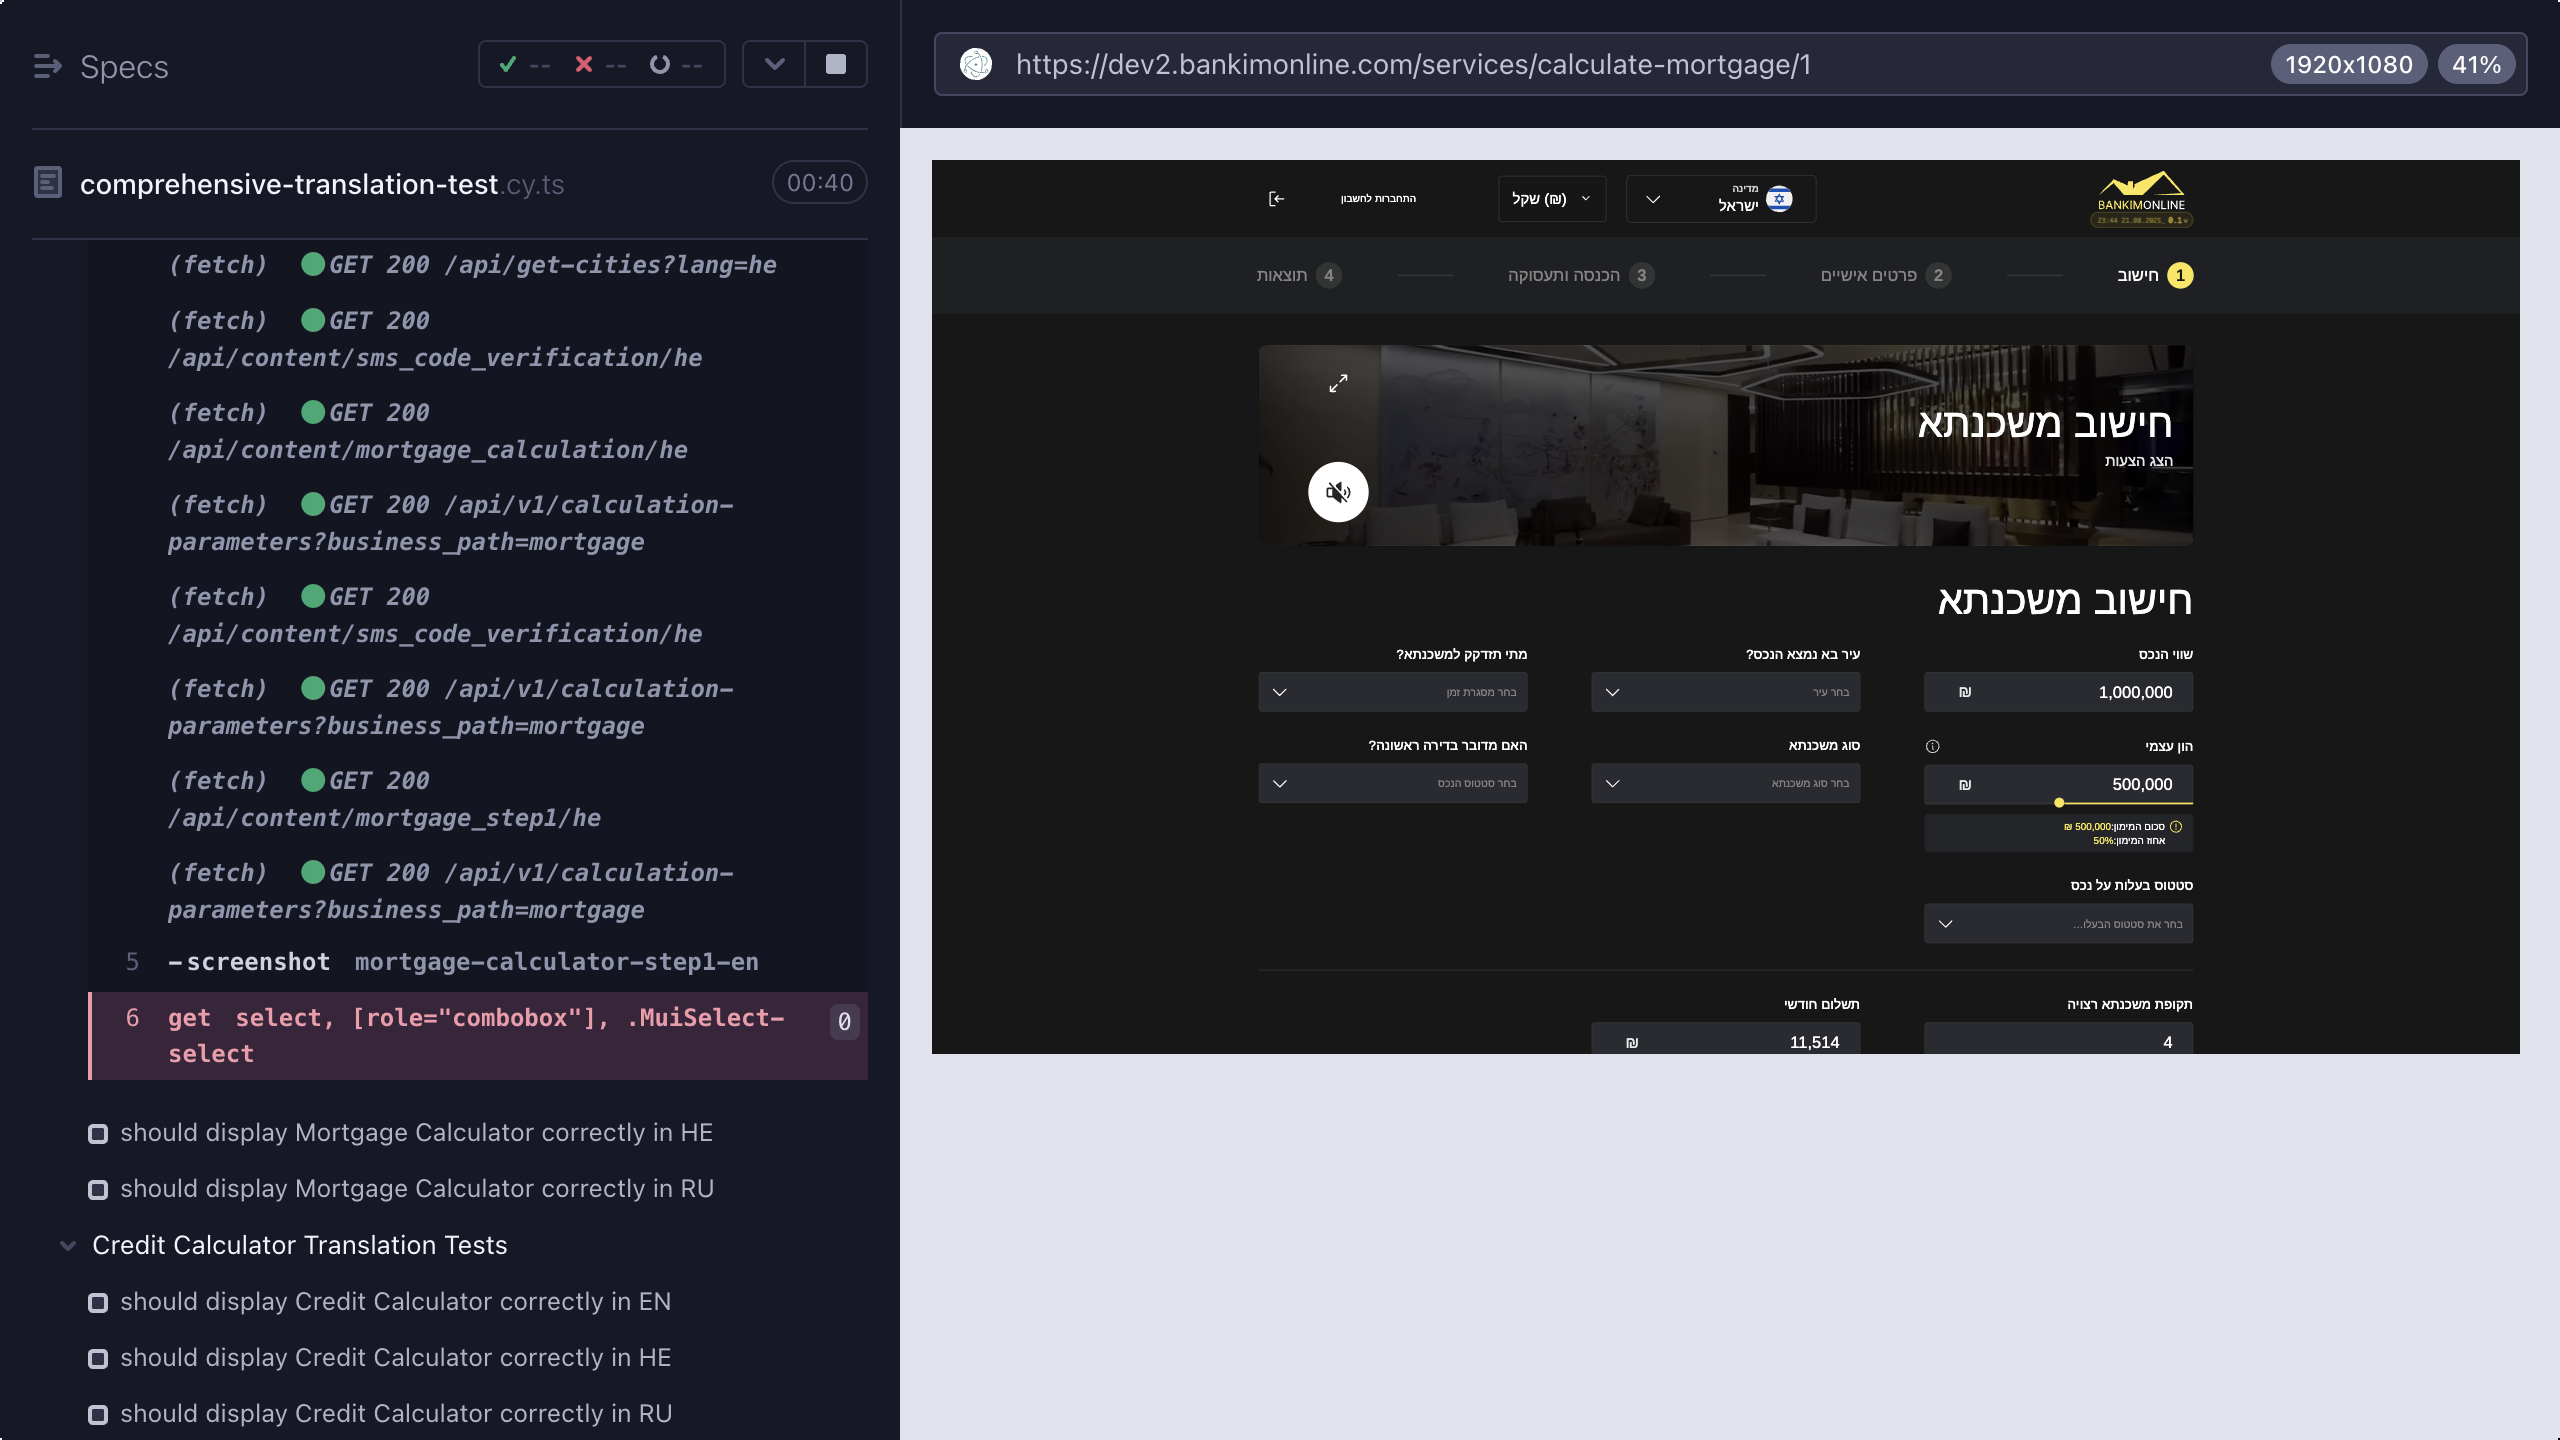 Specs
--
--
--
comprehensive-translation-test.cy.ts
00:40
(fetch) GET 200 /api/get-cities?lang=he
(fetch) GET 200
/api/content/sms_code_verification/he
(fetch) GET 200
/api/content/mortgage_calculation/he
(fetch) GET 200 /api/v1/calculation-
parameters?business_path=mortgage
(fetch) GET 200
/api/content/sms_code_verification/he
(fetch) GET 200 /api/v1/calculation-
parameters?business_path=mortgage
(fetch) GET 200
/api/content/mortgage_step1/he
(fetch) GET 200 /api/v1/calculation-
parameters?business_path=mortgage
5 -screenshot mortgage-calculator-step1-en
6 get select, [role="combobox"], .MuiSelect-
select
0
should display Mortgage Calculator correctly in HE
should display Mortgage Calculator correctly in RU
Credit Calculator Translation Tests
should display Credit Calculator correctly in EN
should display Credit Calculator correctly in HE
should display Credit Calculator correctly in RU
https://dev2.bankimonline.com/services/calculate-mortgage/1
1920x1080
41%
BANKIMONLINE
23:44 21.08.2025_ 0.1v
מדינה
ישראל
(₪) שקל
התחברות לחשבון
1 חישוב
2 פרטים אישיים
3 הכנסה ותעסוקה
4 תוצאות
חישוב משכנתא
הצג הצעות
חישוב משכנתא
שווי הנכס
1,000,000 ₪
עיר בא נמצא הנכס?
בחר עיר
מתי תזדקק למשכנתא?
בחר מסגרת זמן
הון עצמי
500,000 ₪
סכום המימון:500,000 ₪
אחוז המימון:50%
סוג משכנתא
בחר סוג משכנתא
האם מדובר בדירה ראשונה?
בחר סטטוס הנכס
סטטוס בעלות על נכס
בחר את סטטוס הבעלו...
תקופת משכנתא רצויה
4
תשלום חודשי
11,514 ₪